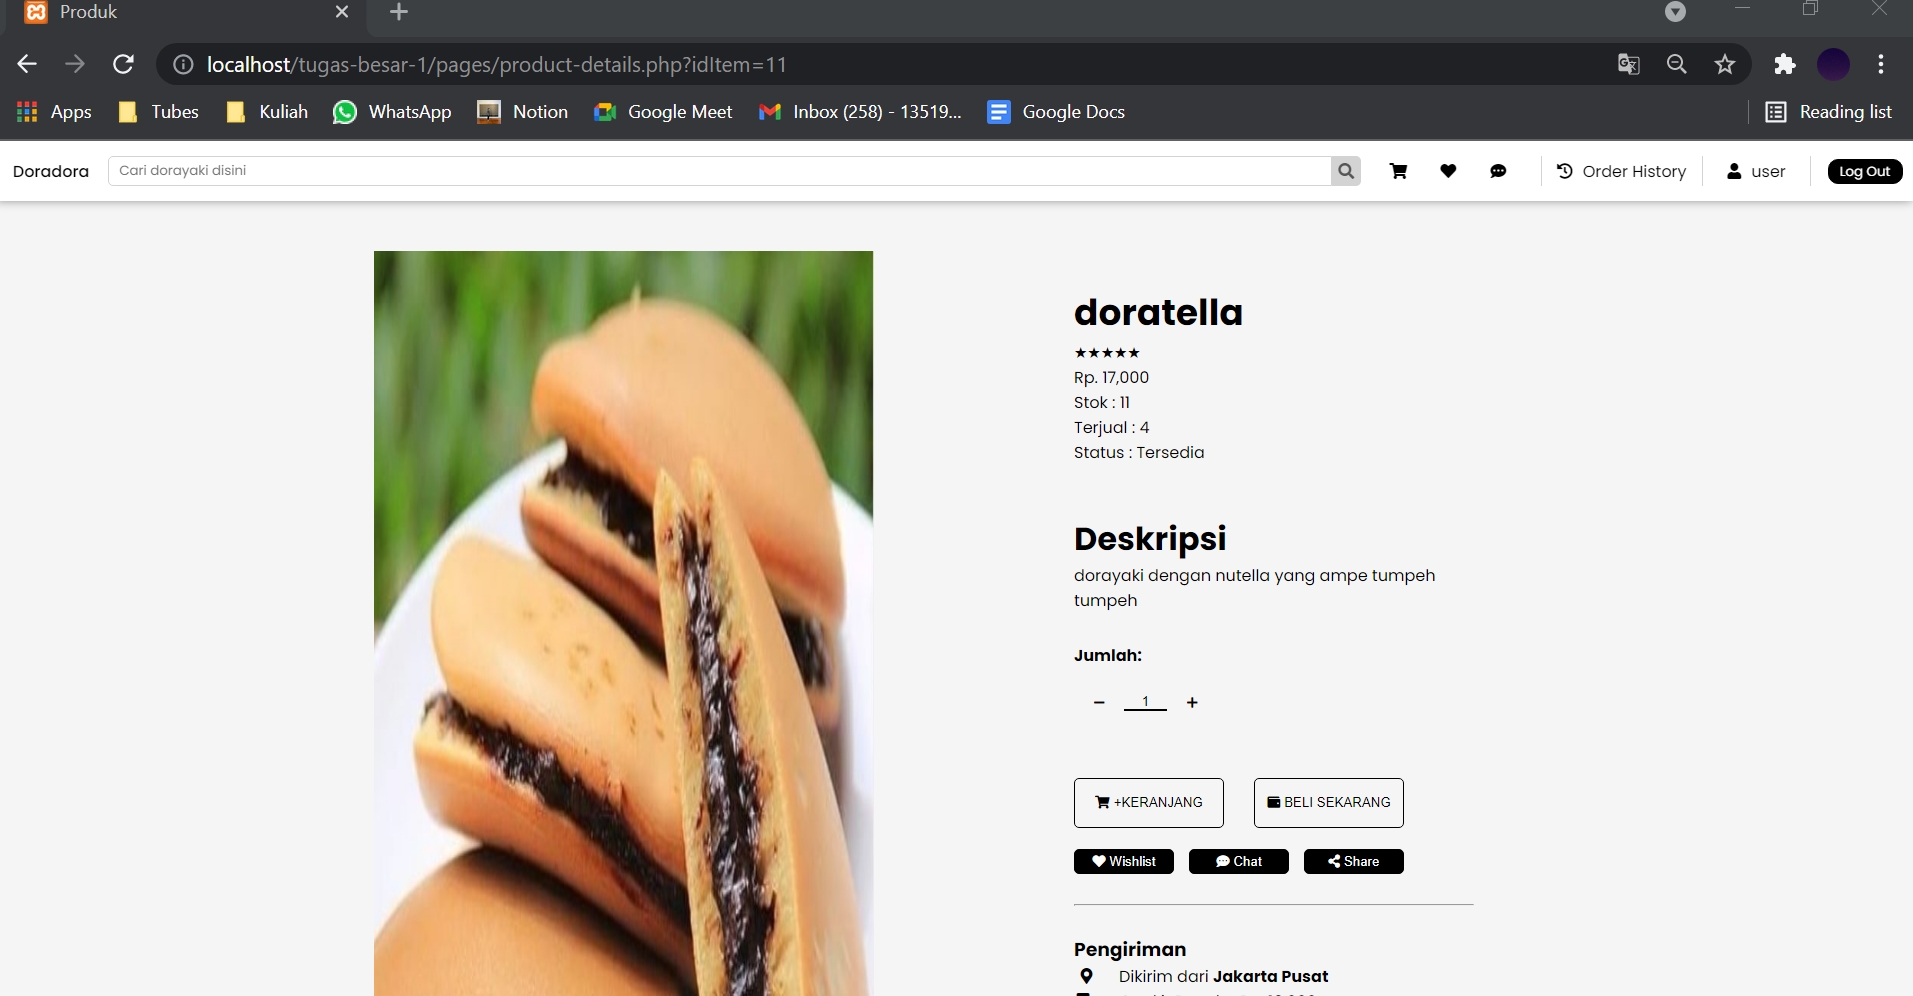 Produk
localhost/tugas-besar-1/pages/product-details.php?idItem=11
Apps Tubes Kuliah WhatsApp Notion Google Meet Inbox (258) - 13519... Google Docs Reading list
Doradora Cari dorayaki disini Order History user Log Out
doratella
★★★★★
Rp. 17,000
Stok : 11
Terjual : 4
Status : Tersedia
Deskripsi
dorayaki dengan nutella yang ampe tumpeh
tumpeh
Jumlah:
− 1 +
+KERANJANG BELI SEKARANG
Wishlist Chat Share
Pengiriman
Dikirim dari Jakarta Pusat